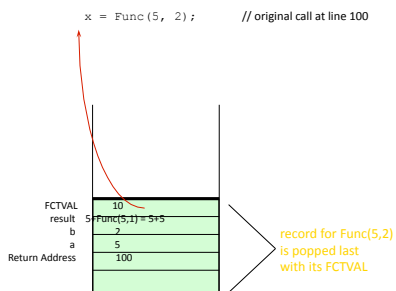 x = Func(5, 2); // original call at line 100
FCTVAL 10
result 5+Func(5,1) = 5+5
b 2
a 5
Return Address 100
record for Func(5,2)
is popped last
with its FCTVAL